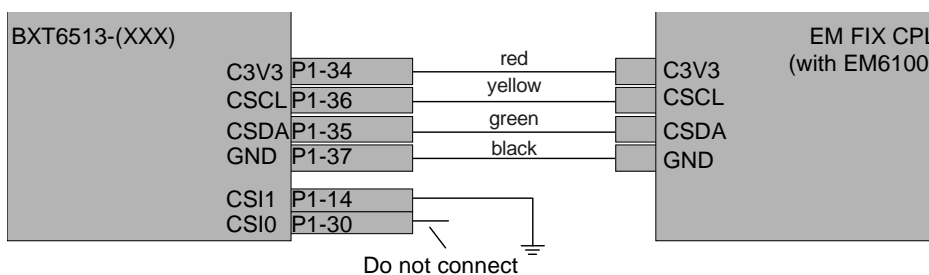 BXT6513-(XXX)
EM FIX CPL
(with EM6100
C3V3 P1-34 red C3V3
CSCL P1-36 yellow CSCL
CSDA P1-35 green CSDA
GND P1-37 black GND
CSI1 P1-14
CSI0 P1-30
Do not connect